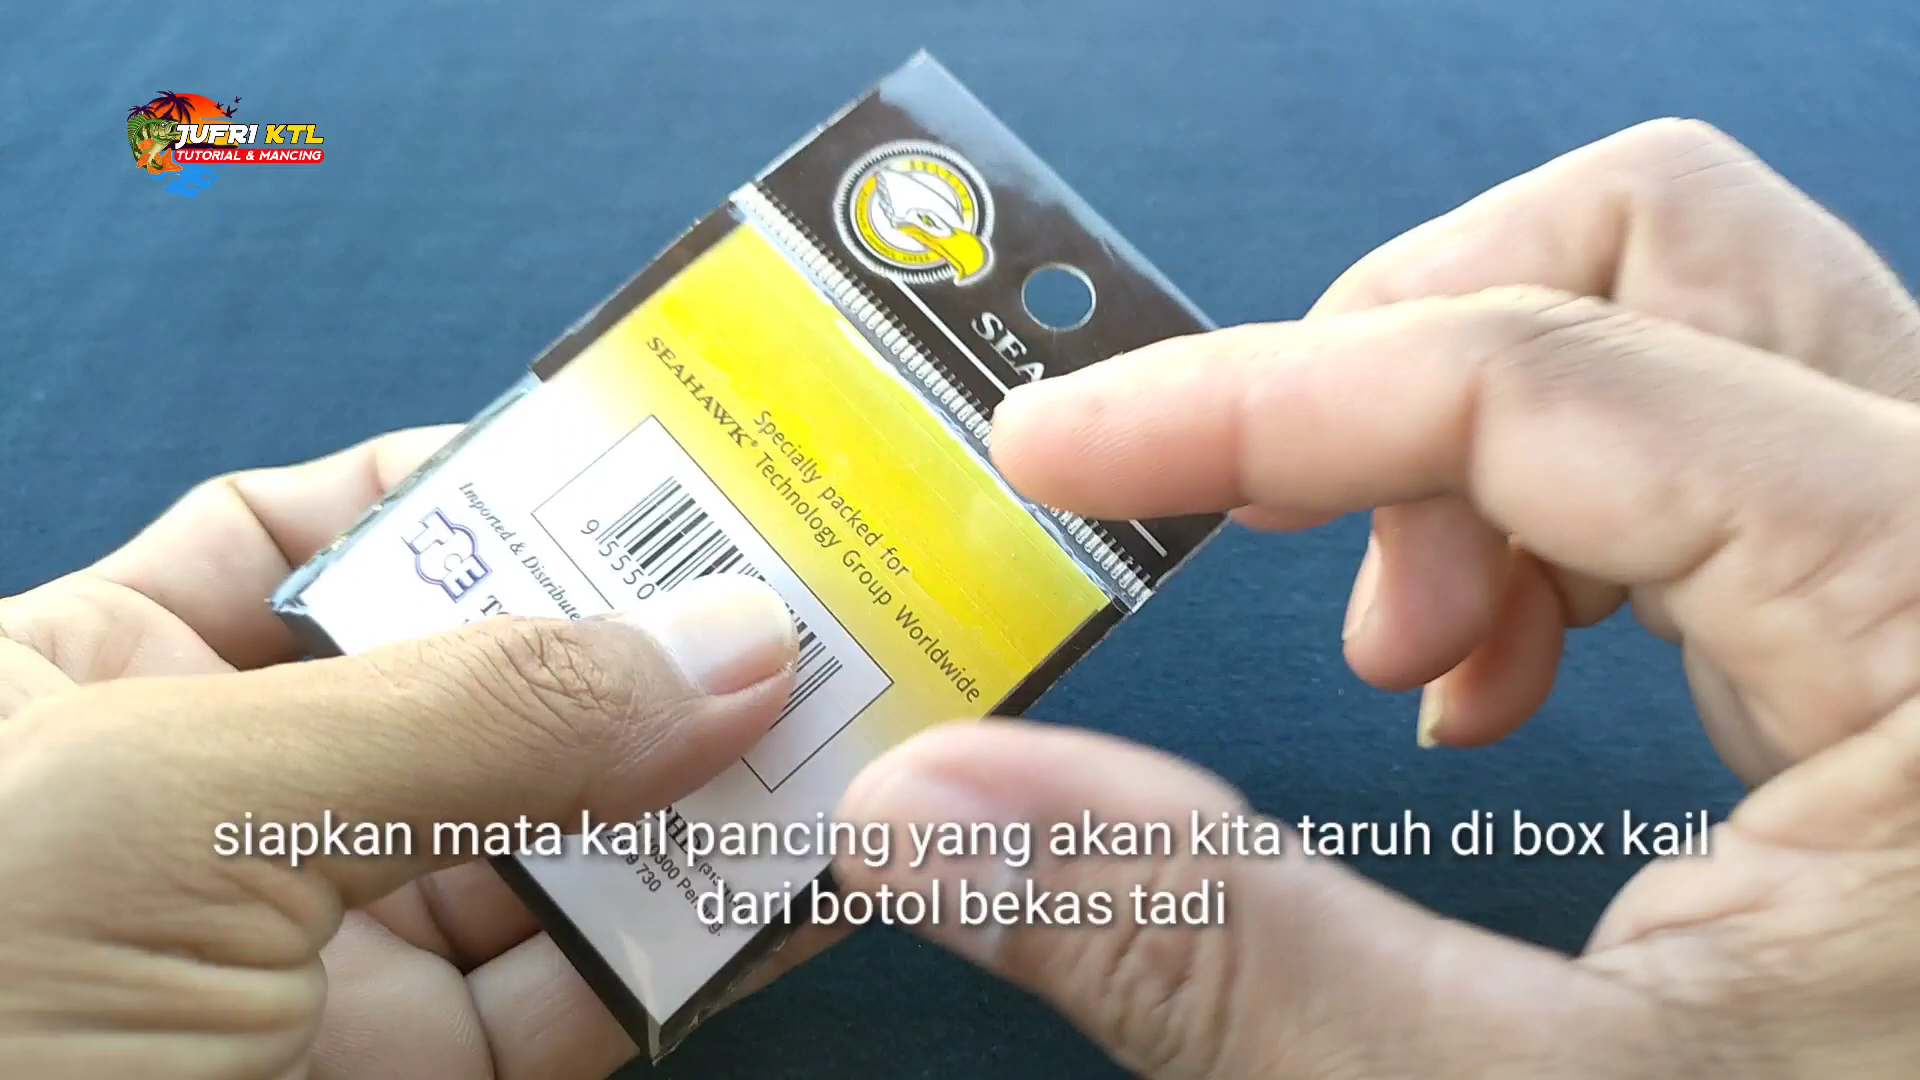 JUFRI KTL
TUTORIAL & MANCING
SEA
SEAHAWK®
Specially packed for
Technology Group Worldwide
9 5550
Imported & Distribute
TCE
siapkan mata kail pancing yang akan kita taruh di box kail
dari botol bekas tadi